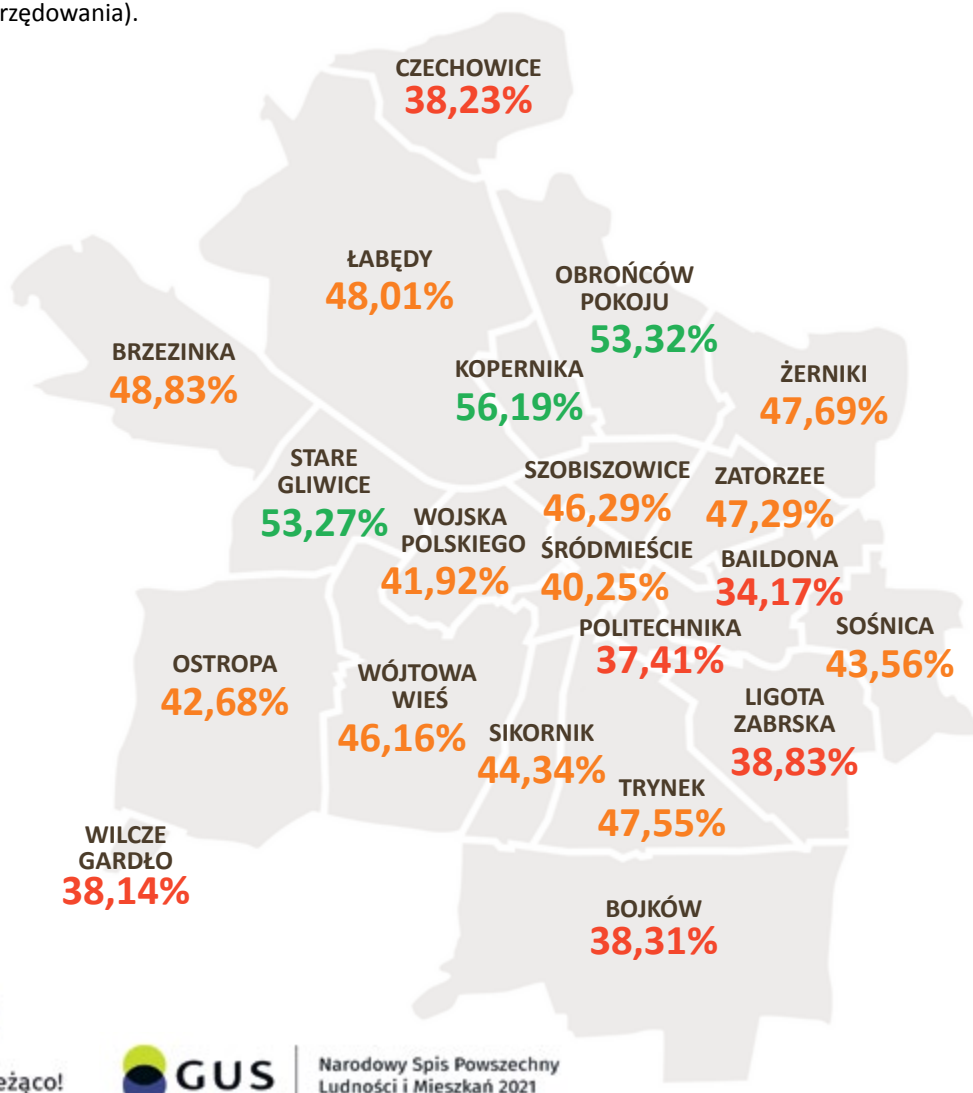 rzędowania).
CZECHOWICE
38,23%
ŁABĘDY
48,01%
OBROŃCÓW
POKOJU
53,32%
BRZEZINKA
48,83%
KOPERNIKA
56,19%
ŻERNIKI
47,69%
STARE
GLIWICE
53,27%
SZOBISZOWICE
46,29%
ZATORZEE
47,29%
WOJSKA
POLSKIEGO
41,92%
ŚRÓDMIEŚCIE
40,25%
BAILDONA
34,17%
POLITECHNIKA
37,41%
SOŚNICA
43,56%
OSTROPA
42,68%
WÓJTOWA
WIEŚ
46,16%
LIGOTA
ZABRSKA
38,83%
SIKORNIK
44,34%
TRYNEK
47,55%
WILCZE
GARDŁO
38,14%
BOJKÓW
38,31%
eżąco!
GUS
Narodowy Spis Powszechny
Ludności i Mieszkań 2021